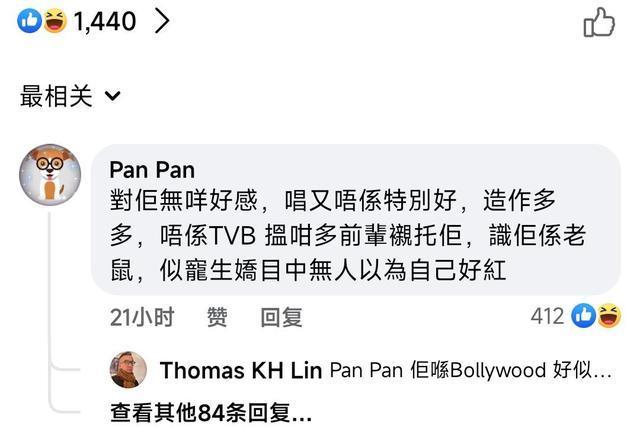 1,440
最相关
Pan Pan
對佢無咩好感，唱又唔係特別好，造作多
多，唔係TVB 搵咁多前輩襯托佢，識佢係老
鼠，似寵生嬌目中無人以為自己好紅
21小时 赞 回复 412
Thomas KH Lin Pan Pan 佢喺Bollywood 好似...
查看其他84条回复...